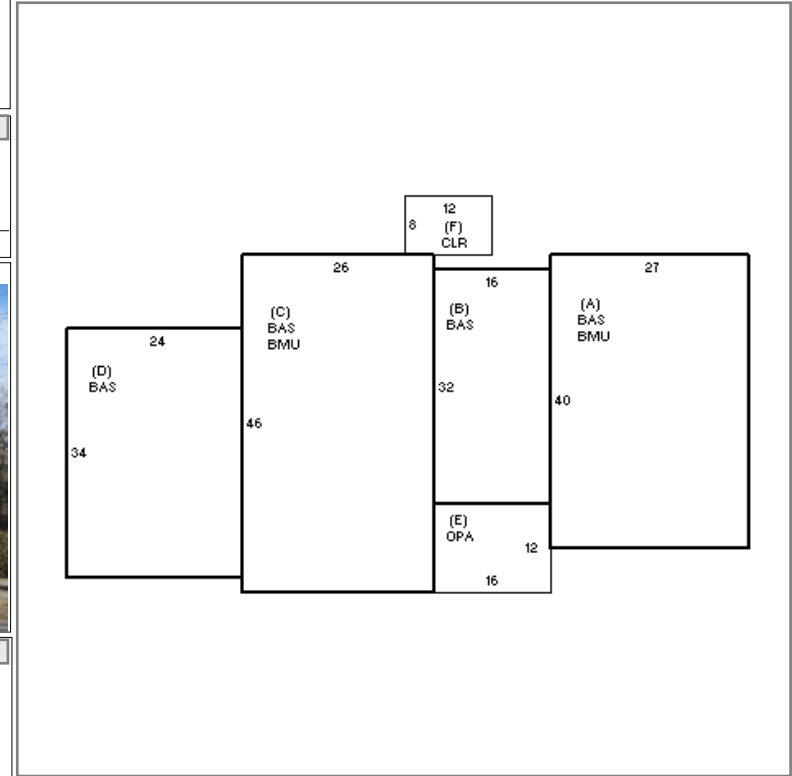 12
8
(F)
CLR
26
16
27
(C)
BAS
BMU
(B)
BAS
(A)
BAS
BMU
24
(D)
BAS
32
40
46
34
(E)
OPA
12
16